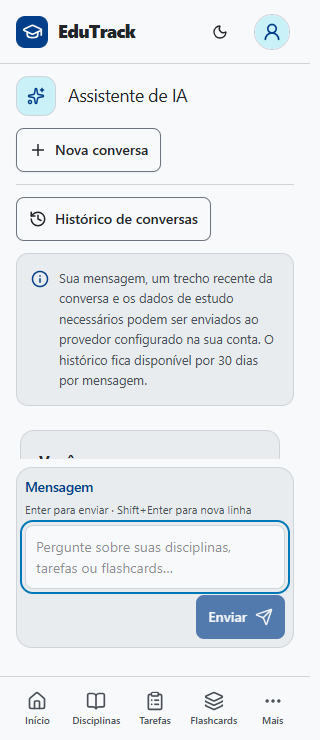 EduTrack
Assistente de IA
Nova conversa
Histórico de conversas
Sua mensagem, um trecho recente da
conversa e os dados de estudo
necessários podem ser enviados ao
provedor configurado na sua conta. O
histórico fica disponível por 30 dias
por mensagem.
Mensagem
Enter para enviar · Shift+Enter para nova linha
Pergunte sobre suas disciplinas,
tarefas ou flashcards...
Enviar
Início Disciplinas Tarefas Flashcards Mais